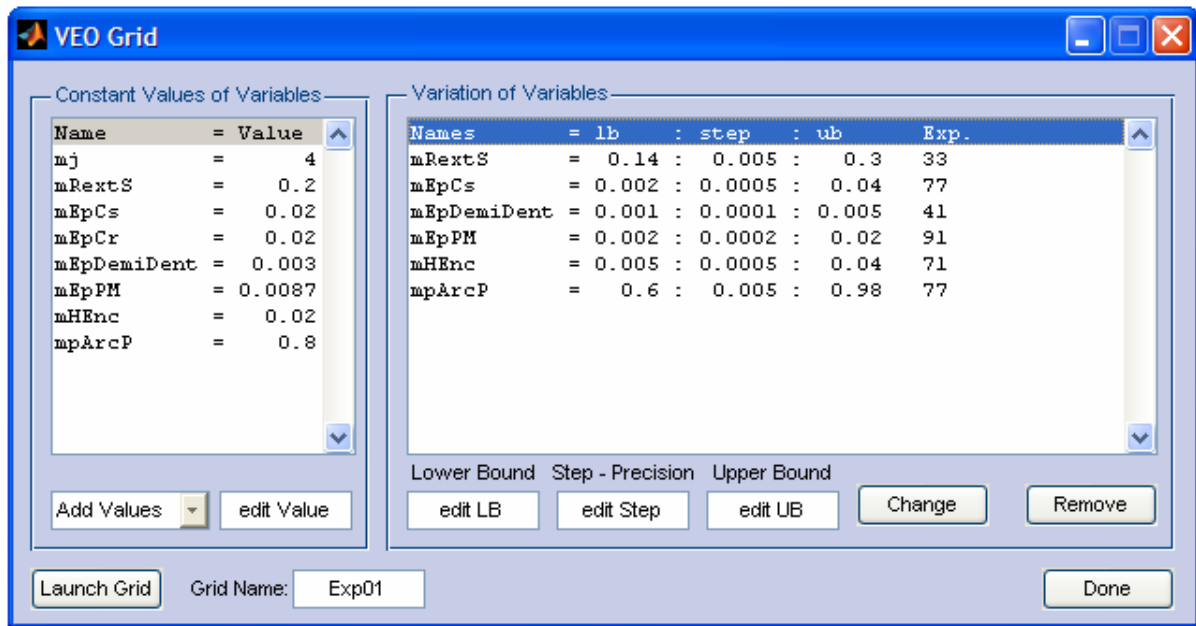 VEO Grid
Constant Values of Variables
Name = Value
mj = 4
mRextS = 0.2
mEpCs = 0.02
mEpCr = 0.02
mEpDemiDent = 0.003
mEpPM = 0.0087
mHEnc = 0.02
mpArcP = 0.8
Add Values edit Value
Variation of Variables
Names = lb : step : ub Exp.
mRextS = 0.14 : 0.005 : 0.3 33
mEpCs = 0.002 : 0.0005 : 0.04 77
mEpDemiDent = 0.001 : 0.0001 : 0.005 41
mEpPM = 0.002 : 0.0002 : 0.02 91
mHEnc = 0.005 : 0.0005 : 0.04 71
mpArcP = 0.6 : 0.005 : 0.98 77
Lower Bound Step - Precision Upper Bound
edit LB edit Step edit UB Change Remove
Launch Grid Grid Name: Exp01 Done